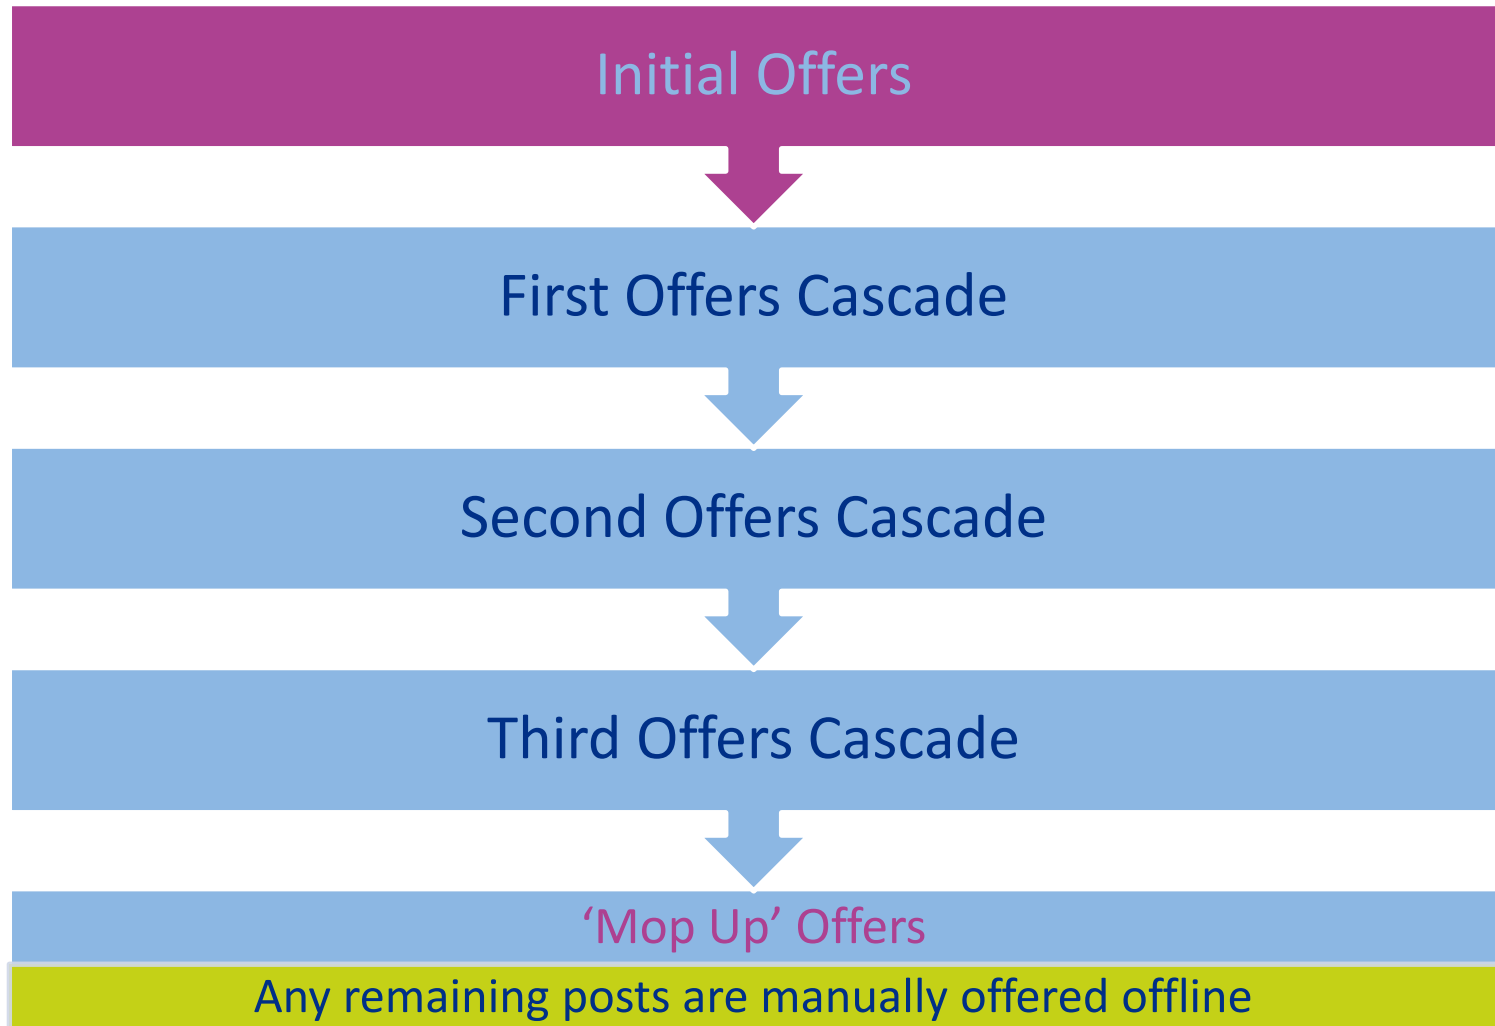 Initial Offers
First Offers Cascade
Second Offers Cascade
Third Offers Cascade
‘Mop Up’ Offers
Any remaining posts are manually offered offline